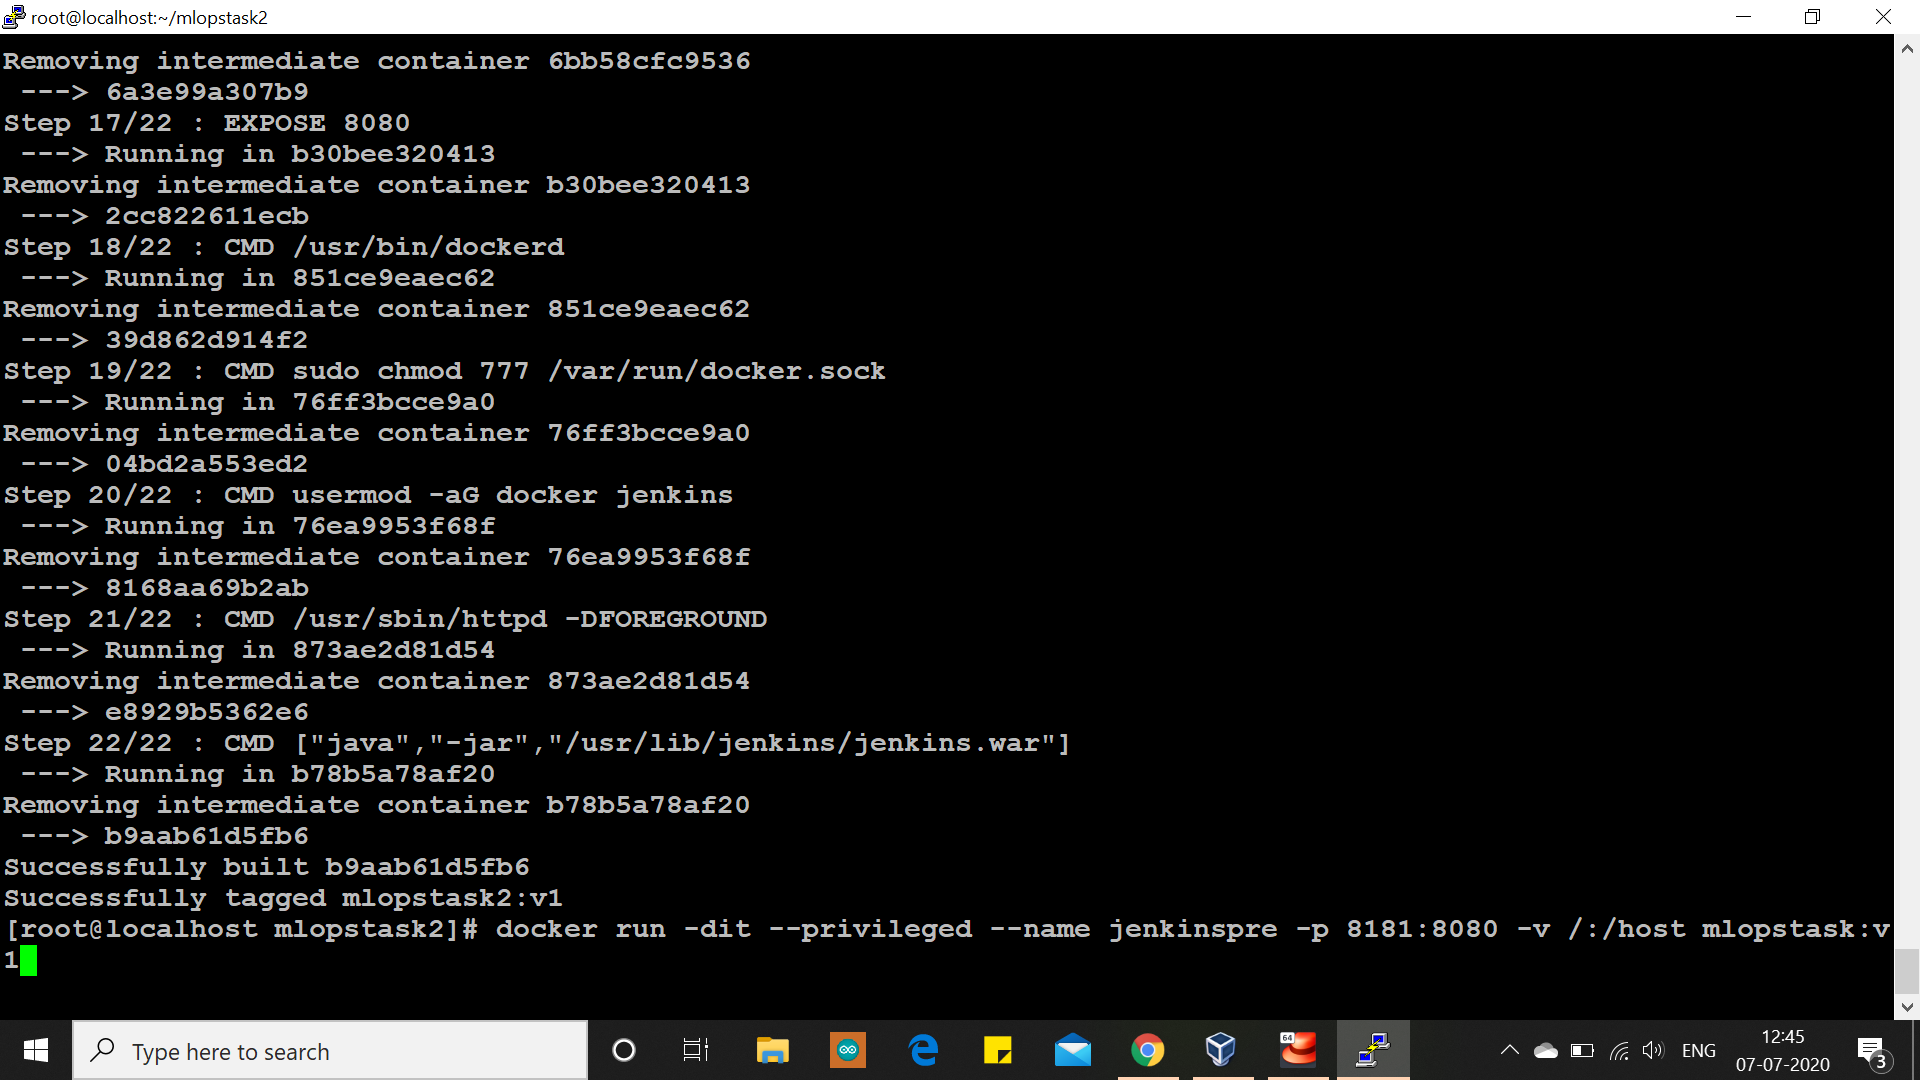 root@localhost:~/mlopstask2
Removing intermediate container 6bb58cfc9536
---> 6a3e99a307b9
Step 17/22 : EXPOSE 8080
---> Running in b30bee320413
Removing intermediate container b30bee320413
---> 2cc822611ecb
Step 18/22 : CMD /usr/bin/dockerd
---> Running in 851ce9eaec62
Removing intermediate container 851ce9eaec62
---> 39d862d914f2
Step 19/22 : CMD sudo chmod 777 /var/run/docker.sock
---> Running in 76ff3bcce9a0
Removing intermediate container 76ff3bcce9a0
---> 04bd2a553ed2
Step 20/22 : CMD usermod -aG docker jenkins
---> Running in 76ea9953f68f
Removing intermediate container 76ea9953f68f
---> 8168aa69b2ab
Step 21/22 : CMD /usr/sbin/httpd -DFOREGROUND
---> Running in 873ae2d81d54
Removing intermediate container 873ae2d81d54
---> e8929b5362e6
Step 22/22 : CMD ["java","-jar","/usr/lib/jenkins/jenkins.war"]
---> Running in b78b5a78af20
Removing intermediate container b78b5a78af20
---> b9aab61d5fb6
Successfully built b9aab61d5fb6
Successfully tagged mlopstask2:v1
[root@localhost mlopstask2]# docker run -dit --privileged --name jenkinspre -p 8181:8080 -v /:/host mlopstask:v
1
Type here to search
64
ENG
12:45
07-07-2020
3